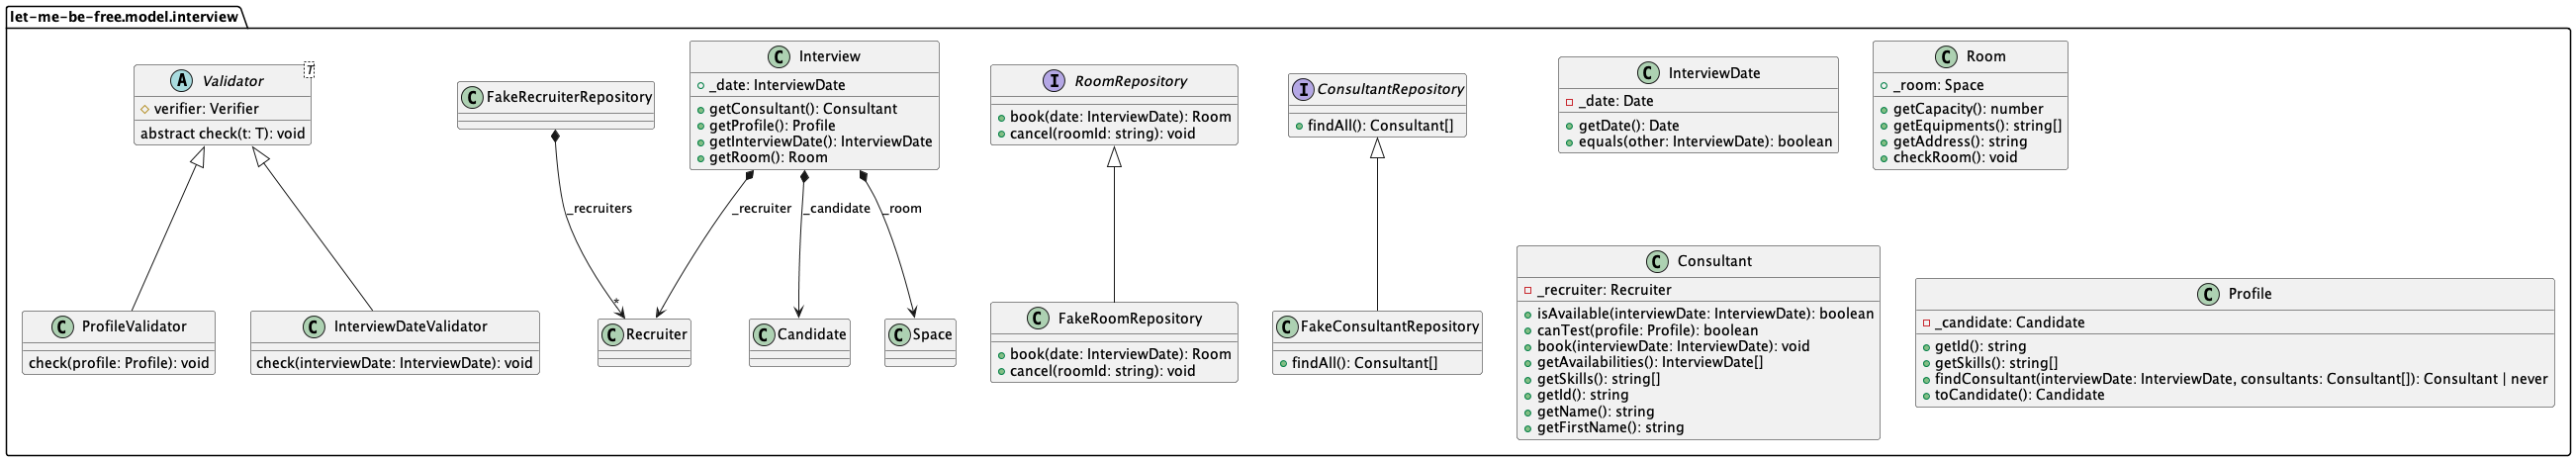 let-me-be-free.model.interview
A Validator T
verifier: Verifier
abstract check(t: T): void
C FakeRecruiterRepository
C Interview
_date: InterviewDate
getConsultant(): Consultant
getProfile(): Profile
getInterviewDate(): InterviewDate
getRoom(): Room
I RoomRepository
book(date: InterviewDate): Room
cancel(roomId: string): void
I ConsultantRepository
findAll(): Consultant[]
C InterviewDate
_date: Date
getDate(): Date
equals(other: InterviewDate): boolean
C Room
_room: Space
getCapacity(): number
getEquipments(): string[]
getAddress(): string
checkRoom(): void
_recruiters
_recruiter
_candidate
_room
*
C ProfileValidator
check(profile: Profile): void
C InterviewDateValidator
check(interviewDate: InterviewDate): void
C Recruiter
C Candidate
C Space
C FakeRoomRepository
book(date: InterviewDate): Room
cancel(roomId: string): void
C FakeConsultantRepository
findAll(): Consultant[]
C Consultant
_recruiter: Recruiter
isAvailable(interviewDate: InterviewDate): boolean
canTest(profile: Profile): boolean
book(interviewDate: InterviewDate): void
getAvailabilities(): InterviewDate[]
getSkills(): string[]
getId(): string
getName(): string
getFirstName(): string
C Profile
_candidate: Candidate
getId(): string
getSkills(): string[]
findConsultant(interviewDate: InterviewDate, consultants: Consultant[]): Consultant | never
toCandidate(): Candidate